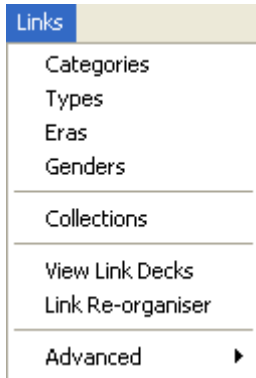 Links
Categories
Types
Eras
Genders
Collections
View Link Decks
Link Re-organiser
Advanced